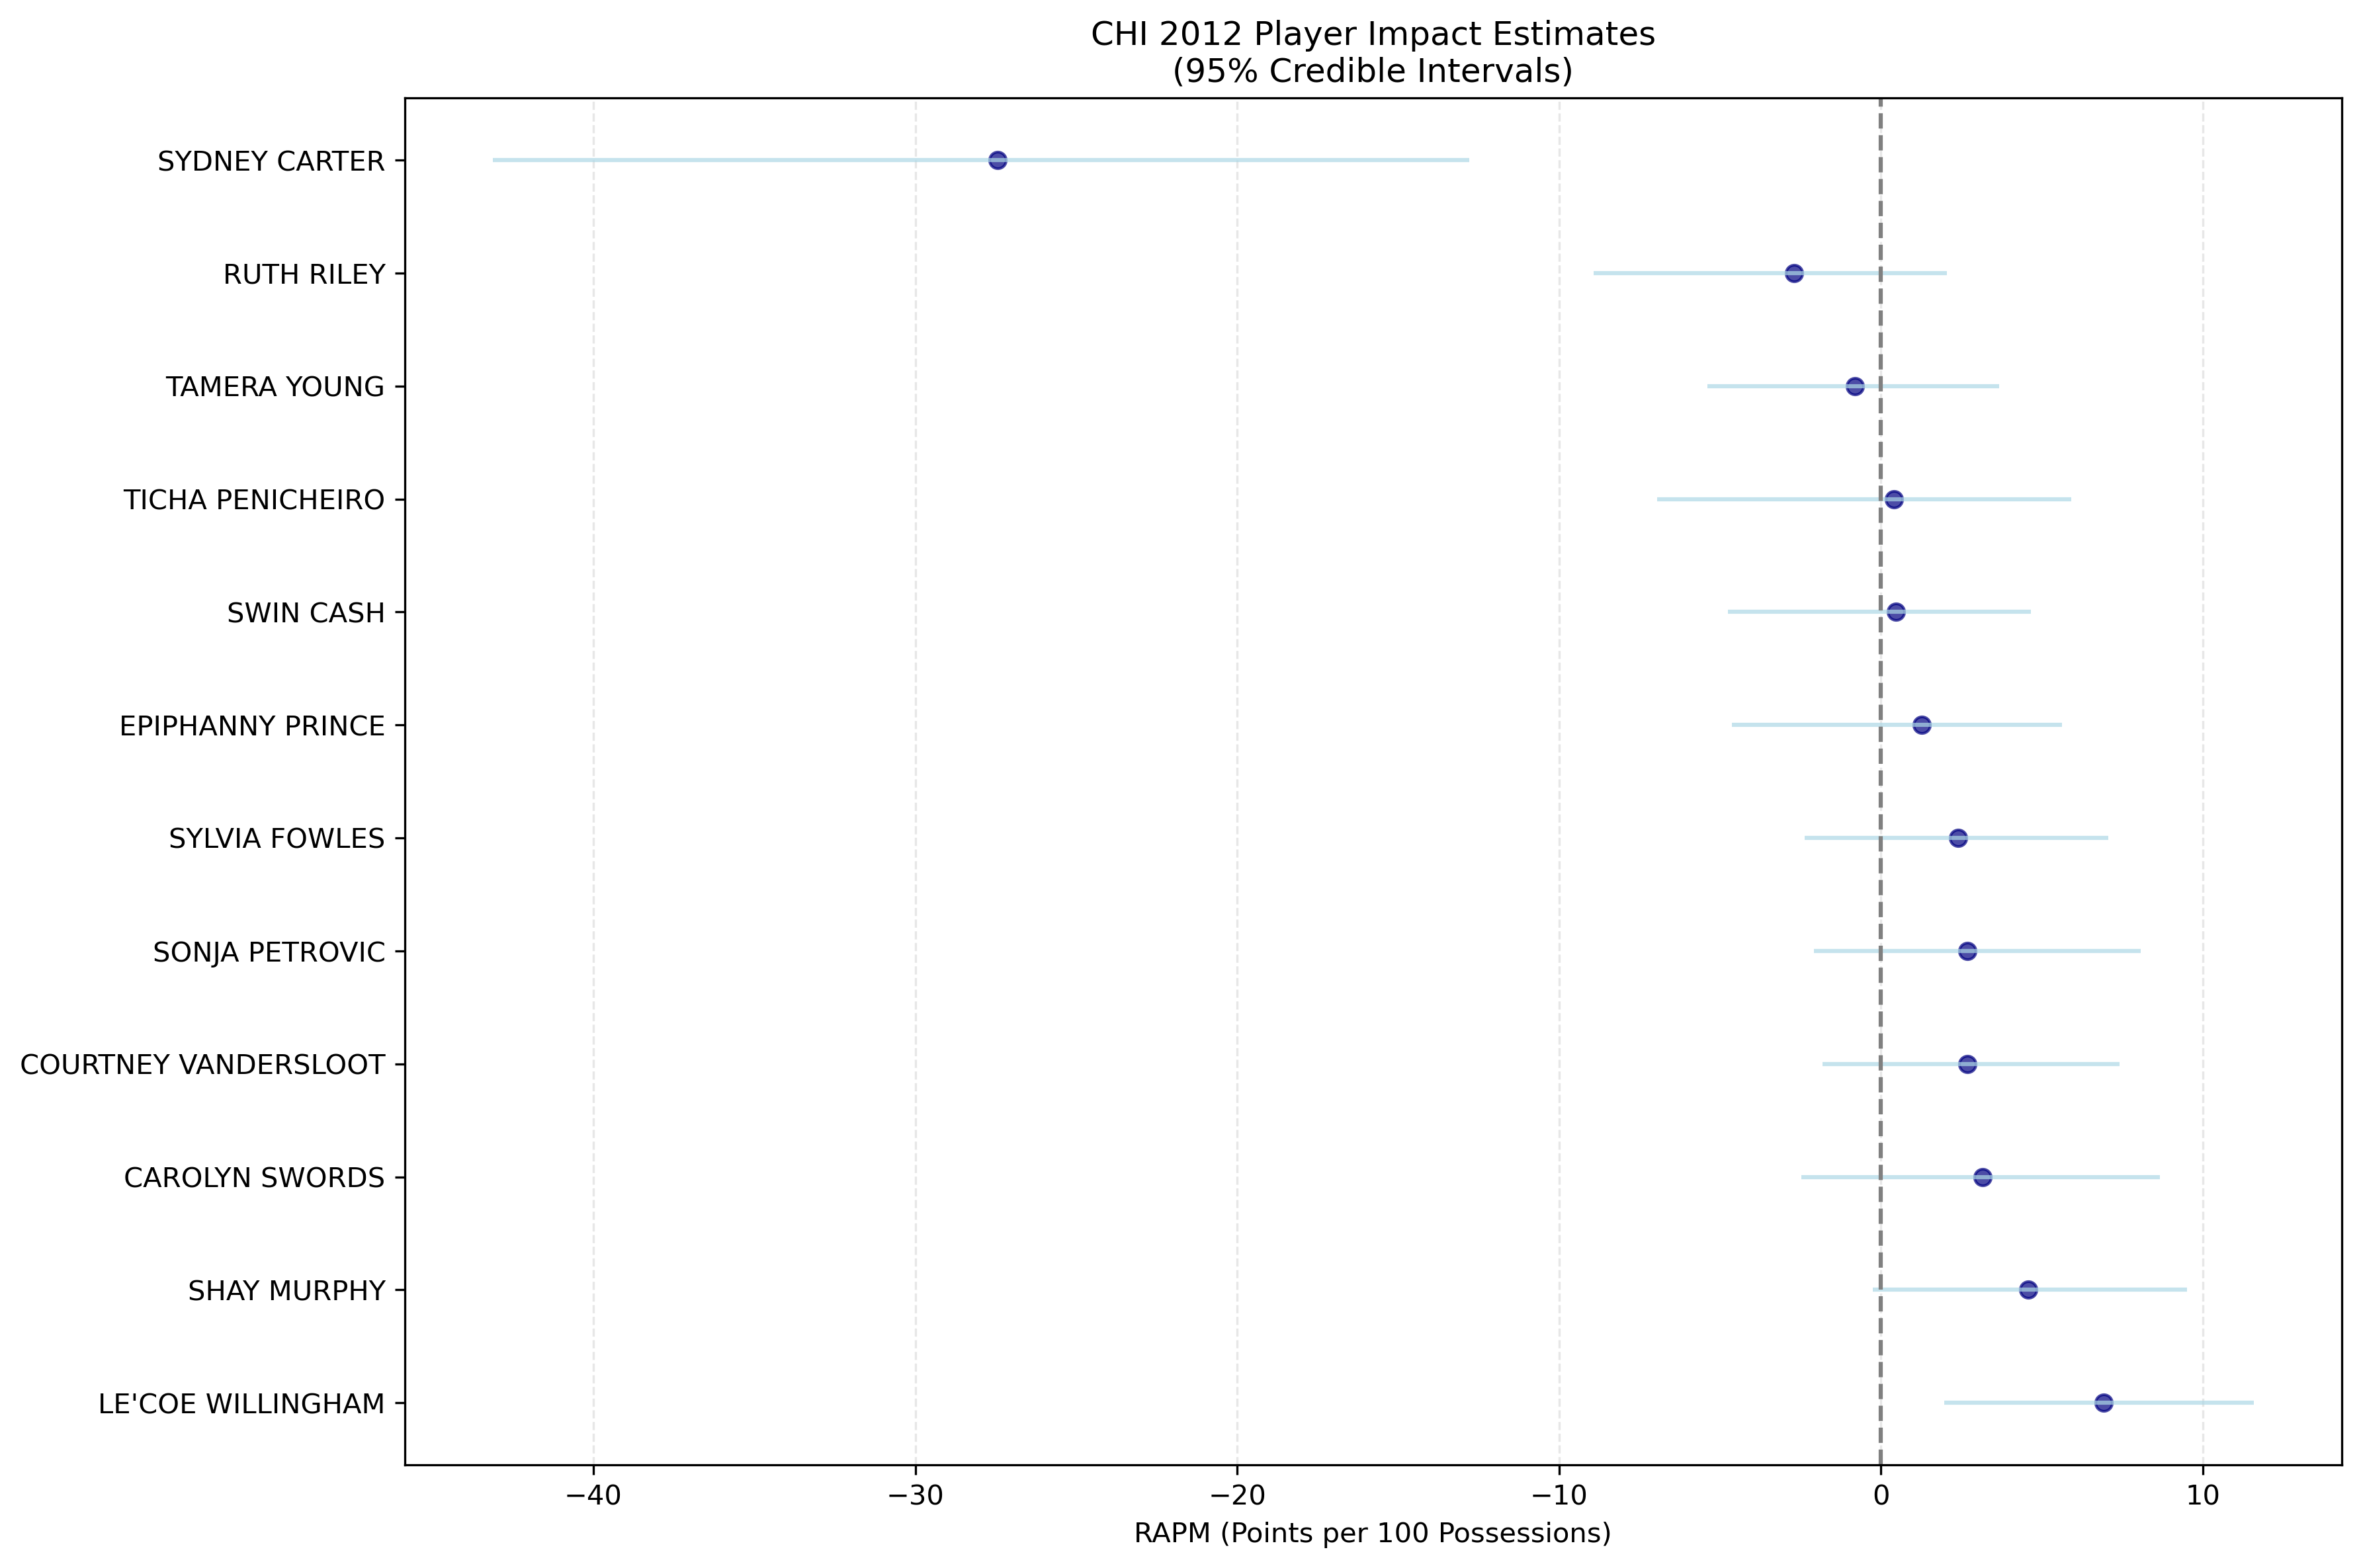 CHI 2012 Player Impact Estimates
(95% Credible Intervals)
SYDNEY CARTER
RUTH RILEY
TAMERA YOUNG
TICHA PENICHEIRO
SWIN CASH
EPIPHANNY PRINCE
SYLVIA FOWLES
SONJA PETROVIC
COURTNEY VANDERSLOOT
CAROLYN SWORDS
SHAY MURPHY
LE'COE WILLINGHAM
−40 −30 −20 −10 0 10
RAPM (Points per 100 Possessions)